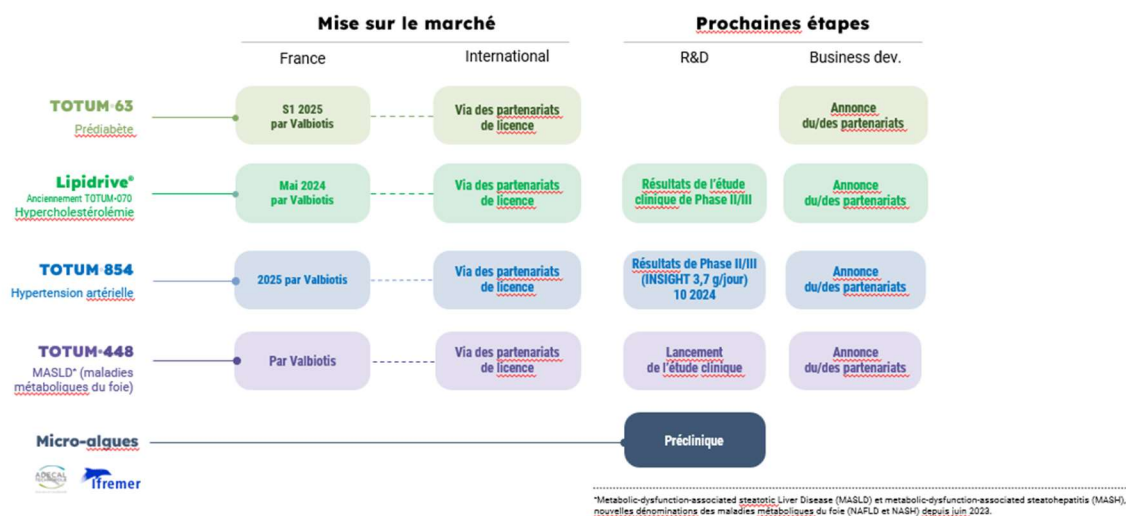 Mise sur le marché
Prochaines étapes
France
International
R&D
Business dev.
TOTUM•63
Prédiabète
S1 2025
par Valbiotis
Via des partenariats
de licence
Annonce
du/des partenariats
Lipidrive®
Anciennement TOTUM•070
Hypercholestérolémie
Mai 2024
par Valbiotis
Via des partenariats
de licence
Résultats de l'étude
clinique de Phase II/III
Annonce
du/des partenariats
TOTUM•854
Hypertension artérielle
2025 par Valbiotis
Via des partenariats
de licence
Résultats de Phase II/III
(INSIGHT 3,7 g/jour)
10 2024
Annonce
du/des partenariats
TOTUM•448
MASLD* (maladies
métaboliques du foie)
Par Valbiotis
Via des partenariats
de licence
Lancement
de l'étude clinique
Annonce
du/des partenariats
Micro-algues
Préclinique
ADECAL
Ifremer
*Metabolic-dysfunction-associated steatotic Liver Disease (MASLD) et metabolic-dysfunction-associated steatohepatitis (MASH),
nouvelles dénominations des maladies métaboliques du foie (NAFLD et NASH) depuis juin 2023.